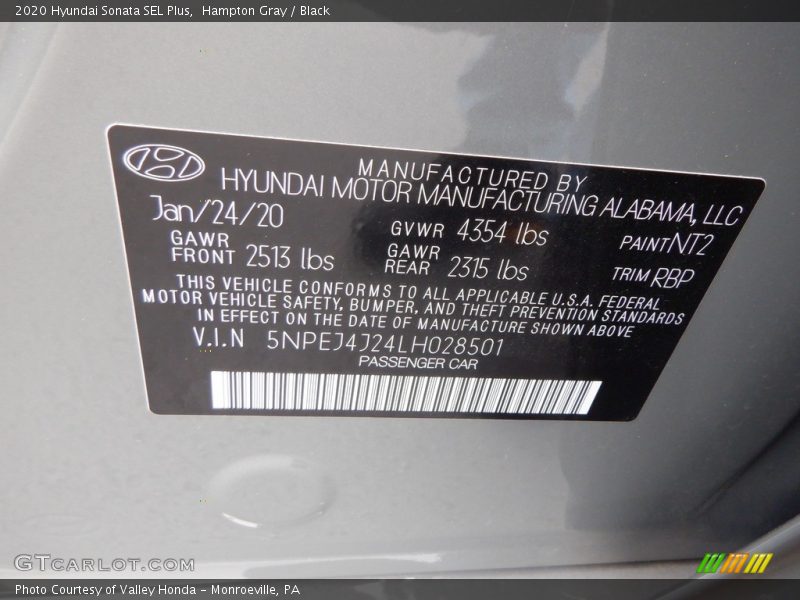 2020 Hyundai Sonata SEL Plus,  Hampton Gray / Black
MANUFACTURED BY
HYUNDAI MOTOR MANUFACTURING ALABAMA, LLC
Jan/24/20
GVWR 4354 lbs
PAINT NT2
GAWR FRONT 2513 lbs
GAWR REAR 2315 lbs
TRIM RBP
THIS VEHICLE CONFORMS TO ALL APPLICABLE U.S.A. FEDERAL
MOTOR VEHICLE SAFETY, BUMPER, AND THEFT PREVENTION STANDARDS
IN EFFECT ON THE DATE OF MANUFACTURE SHOWN ABOVE
V.I.N 5NPEJ4J24LH028501
PASSENGER CAR
GTCARLOT.COM
Photo Courtesy of Valley Honda - Monroeville, PA